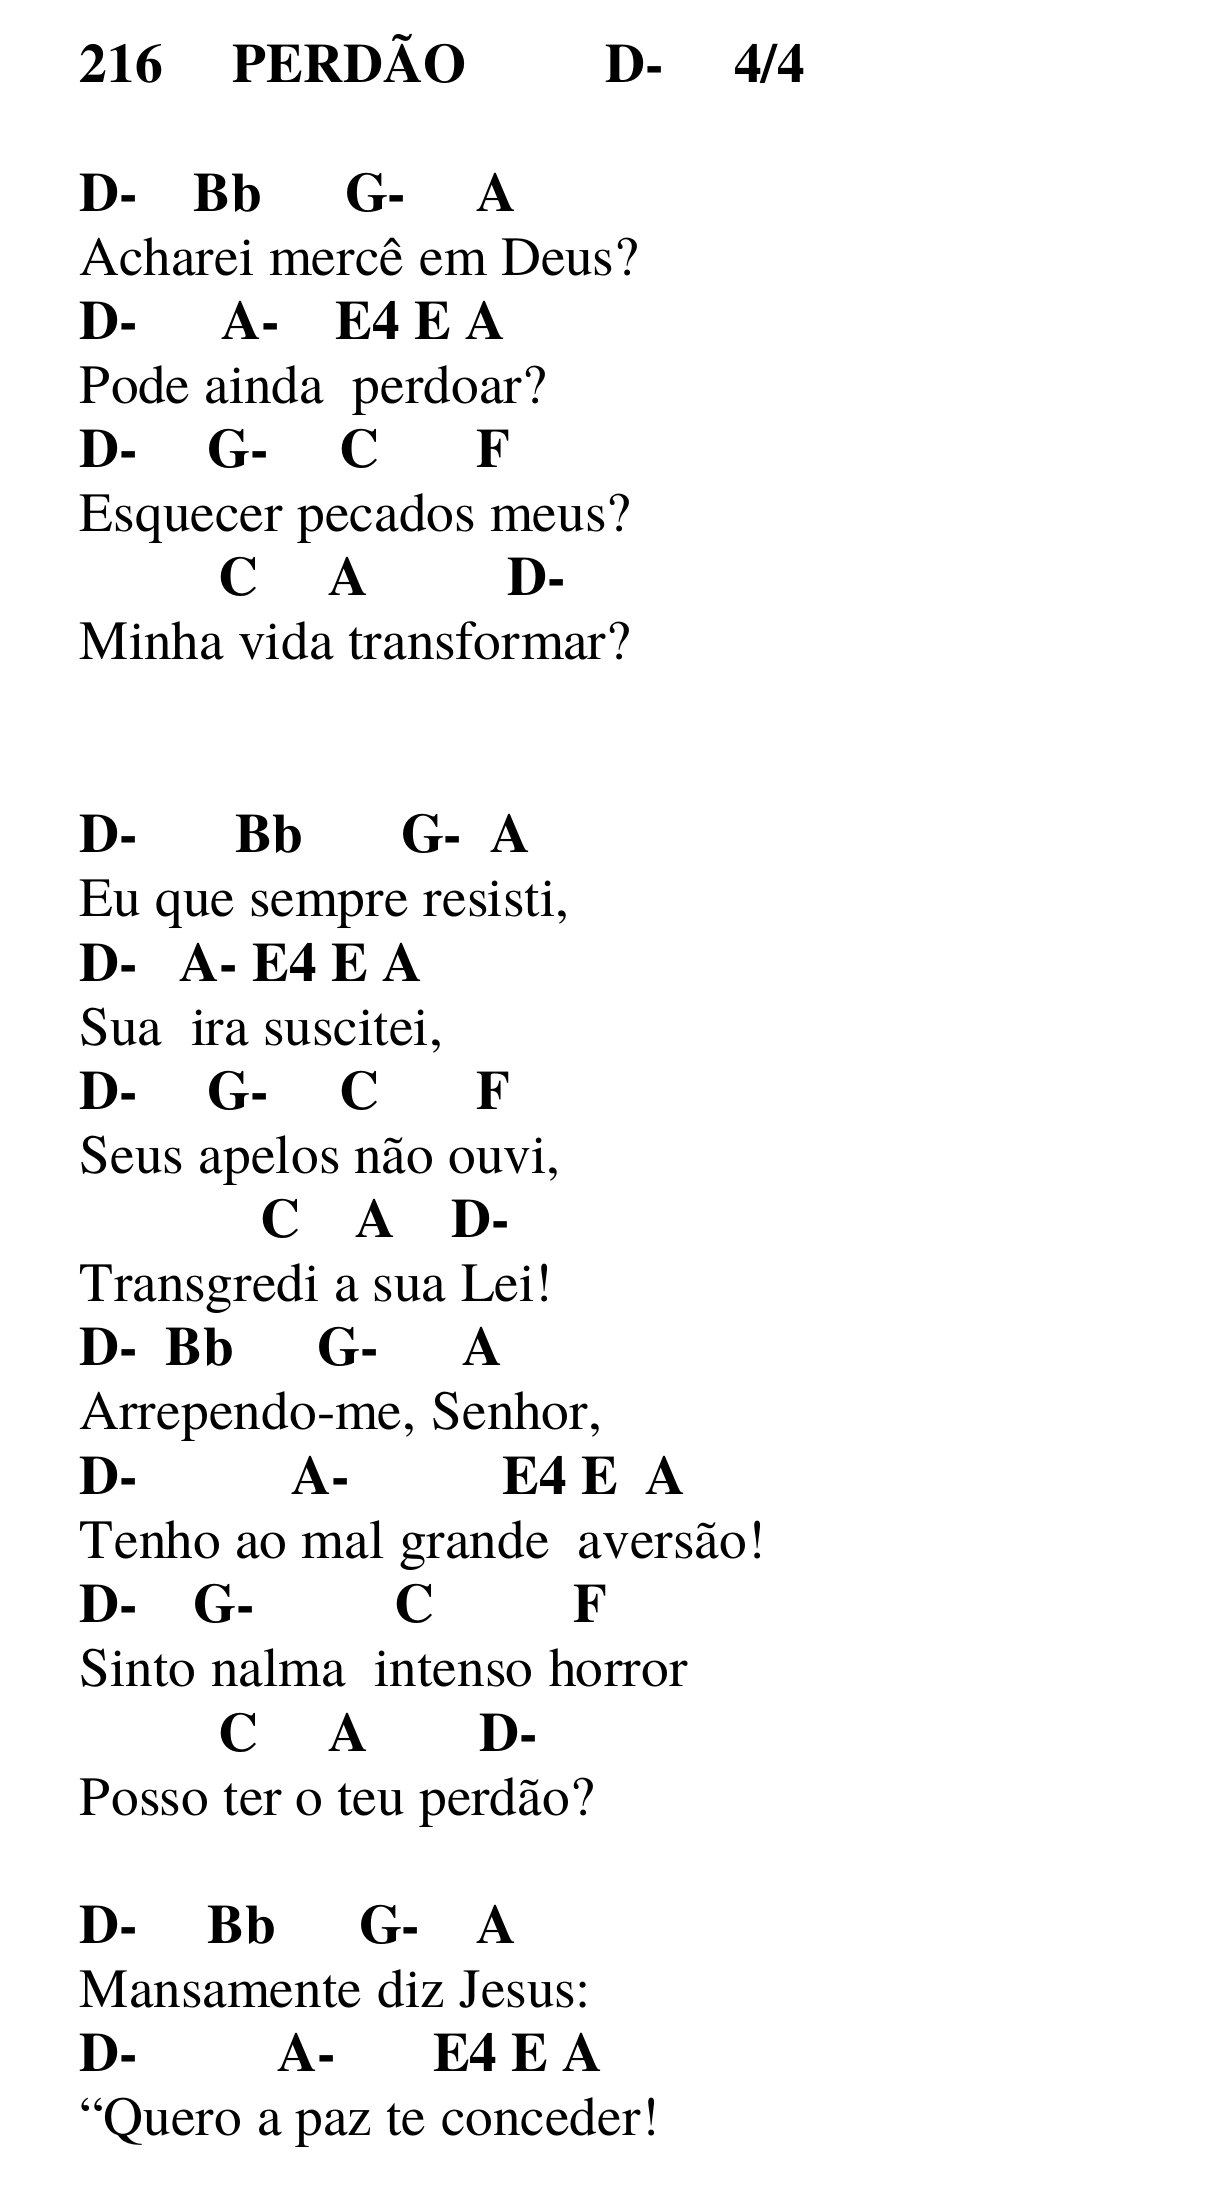 216     PERDÃO          D-     4/4
D-    Bb      G-     A
Acharei mercê em Deus?
D-      A-    E4 E A
Pode ainda  perdoar?
D-     G-     C       F
Esquecer pecados meus?
          C     A          D-
Minha vida transformar?
D-       Bb       G-  A
Eu que sempre resisti,
D-   A- E4 E A
Sua  ira suscitei,
D-     G-     C       F
Seus apelos não ouvi,
             C    A    D-
Transgredi a sua Lei!
D-  Bb      G-      A
Arrependo-me, Senhor,
D-           A-           E4 E  A
Tenho ao mal grande  aversão!
D-    G-          C          F
Sinto nalma  intenso horror
          C     A        D-
Posso ter o teu perdão?
D-     Bb      G-    A
Mansamente diz Jesus:
D-          A-       E4 E A
“Quero a paz te conceder!